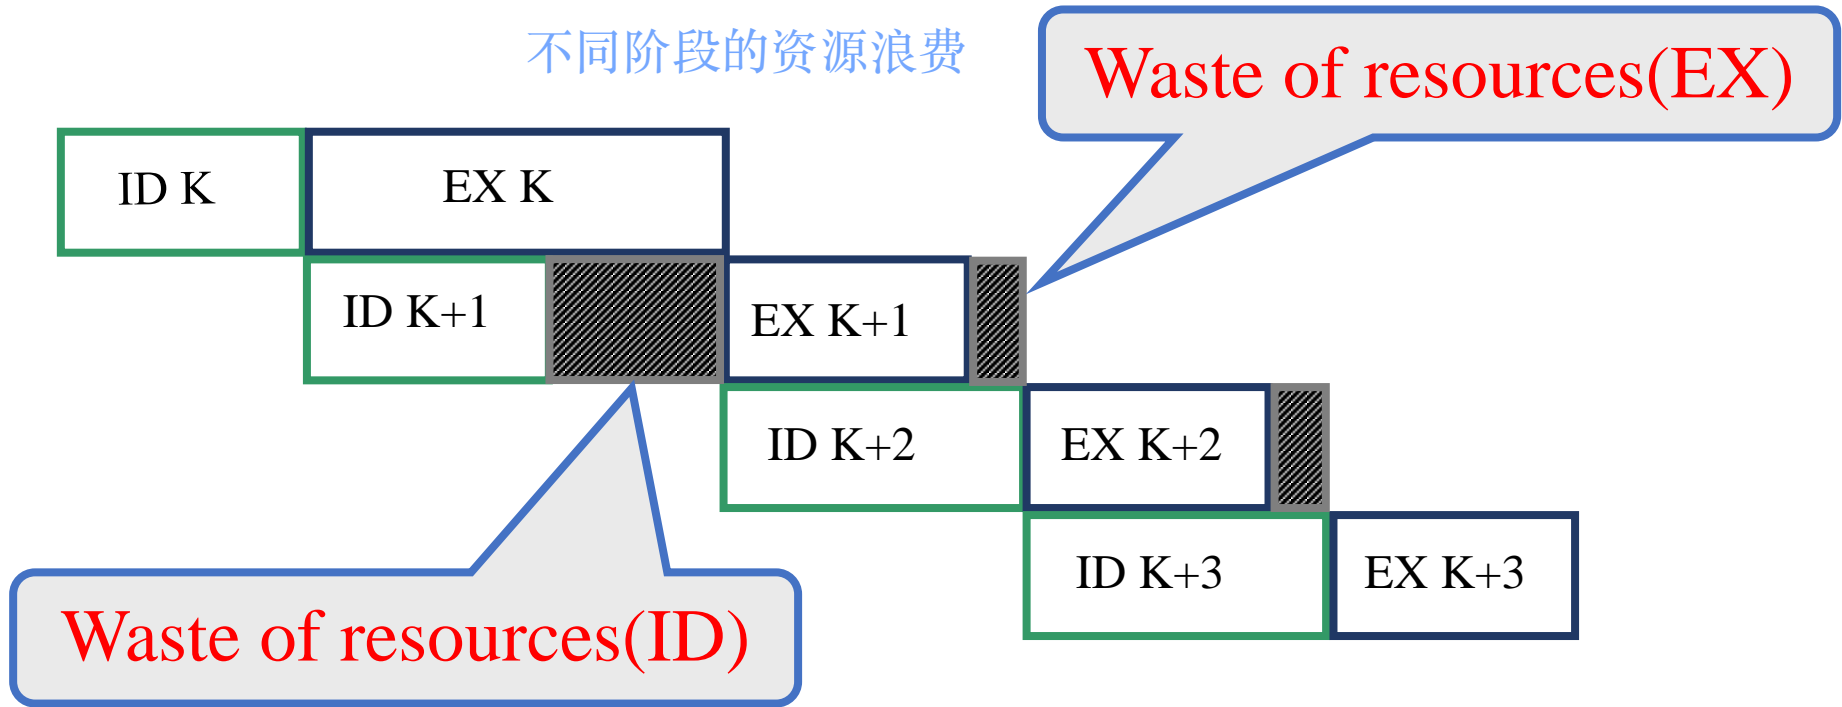 不同阶段的资源浪费
Waste of resources(EX)
ID K
EX K
ID K+1
EX K+1
ID K+2
EX K+2
ID K+3
EX K+3
Waste of resources(ID)